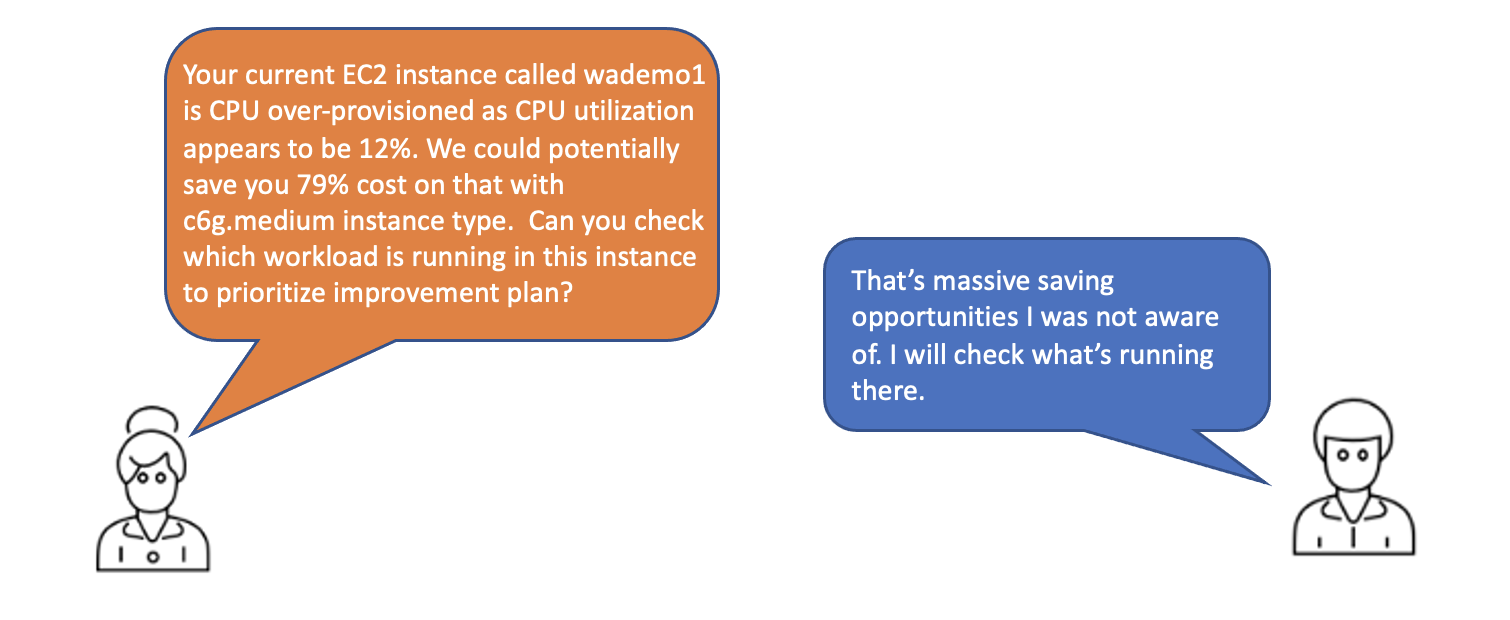 Your current EC2 instance called wademo1
is CPU over-provisioned as CPU utilization
appears to be 12%. We could potentially
save you 79% cost on that with
c6g.medium instance type.  Can you check
which workload is running in this instance
to prioritize improvement plan?
That’s massive saving
opportunities I was not aware
of. I will check what’s running
there.